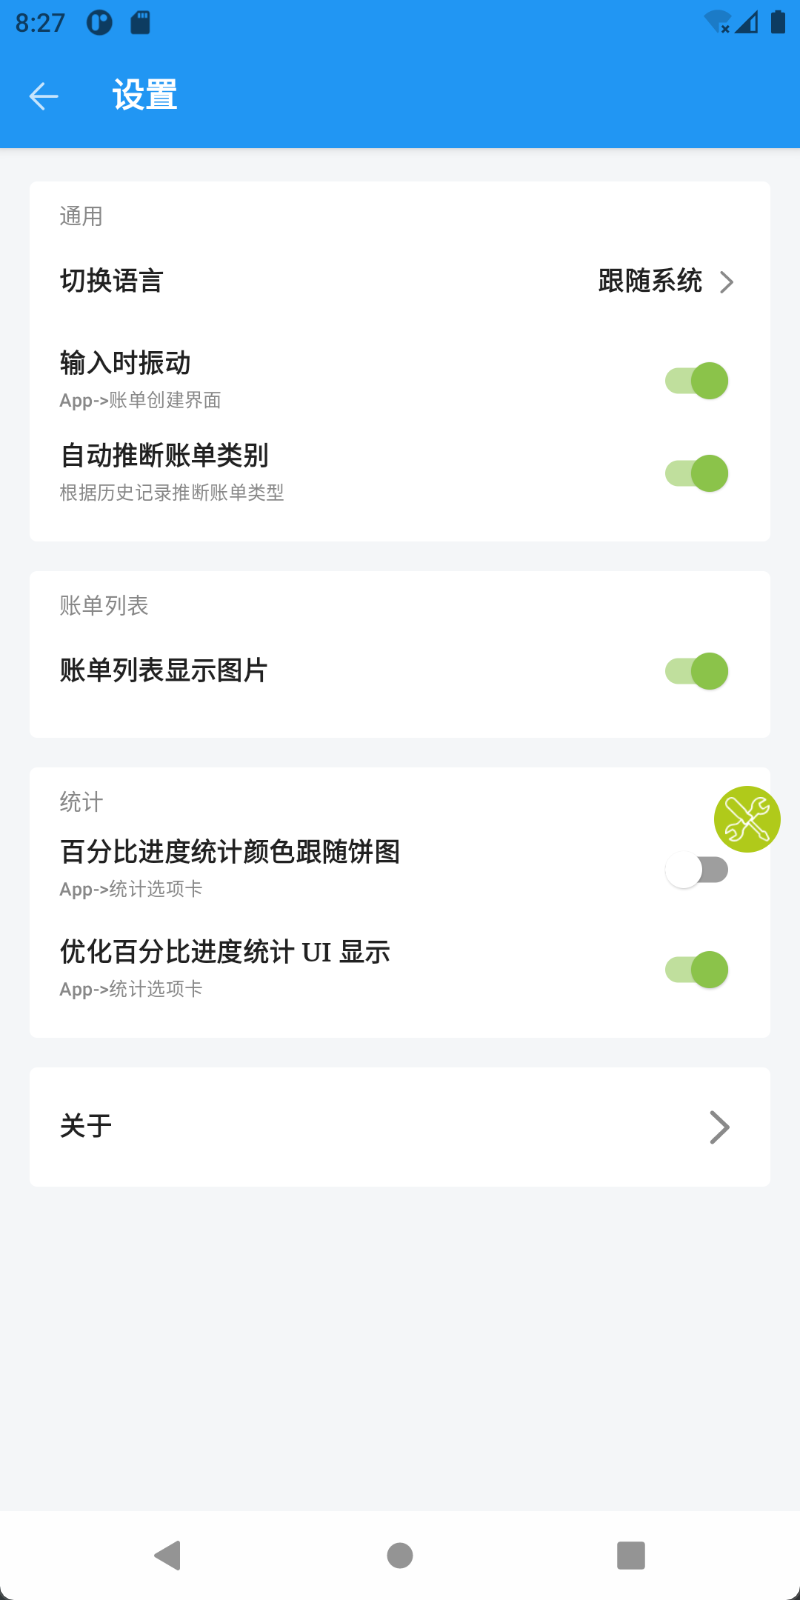 8:27
设置
通用
切换语言
跟随系统
输入时振动
App->账单创建界面
自动推断账单类别
根据历史记录推断账单类型
账单列表
账单列表显示图片
统计
百分比进度统计颜色跟随饼图
App->统计选项卡
优化百分比进度统计 UI 显示
App->统计选项卡
关于